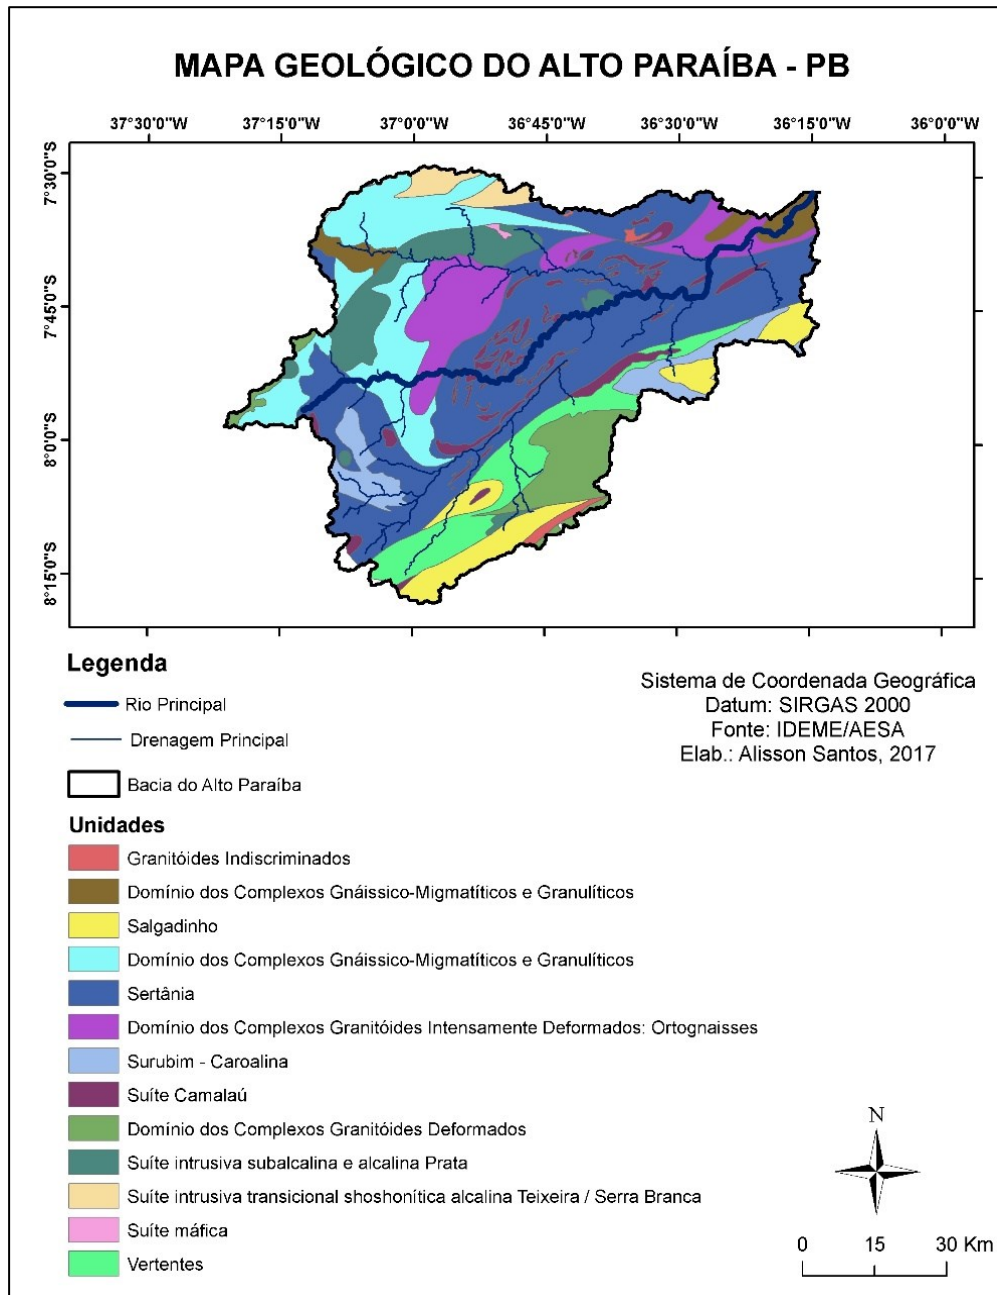 MAPA GEOLÓGICO DO ALTO PARAÍBA - PB
37°30'0"W 37°15'0"W 37°0'0"W 36°45'0"W 36°30'0"W 36°15'0"W 36°0'0"W
7°30'0"S
7°45'0"S
8°0'0"S
8°15'0"S
Legenda
Rio Principal
Drenagem Principal
Bacia do Alto Paraíba
Sistema de Coordenada Geográfica
Datum: SIRGAS 2000
Fonte: IDEME/AESA
Elab.: Alisson Santos, 2017
Unidades
Granitóides Indiscriminados
Domínio dos Complexos Gnáissico-Migmatíticos e Granulíticos
Salgadinho
Domínio dos Complexos Gnáissico-Migmatíticos e Granulíticos
Sertânia
Domínio dos Complexos Granitóides Intensamente Deformados: Ortognaisses
Surubim - Caroalina
Suíte Camalaú
Domínio dos Complexos Granitóides Deformados
Suíte intrusiva subalcalina e alcalina Prata
Suíte intrusiva transicional shoshonítica alcalina Teixeira / Serra Branca
Suíte máfica
Vertentes
N
0 15 30 Km